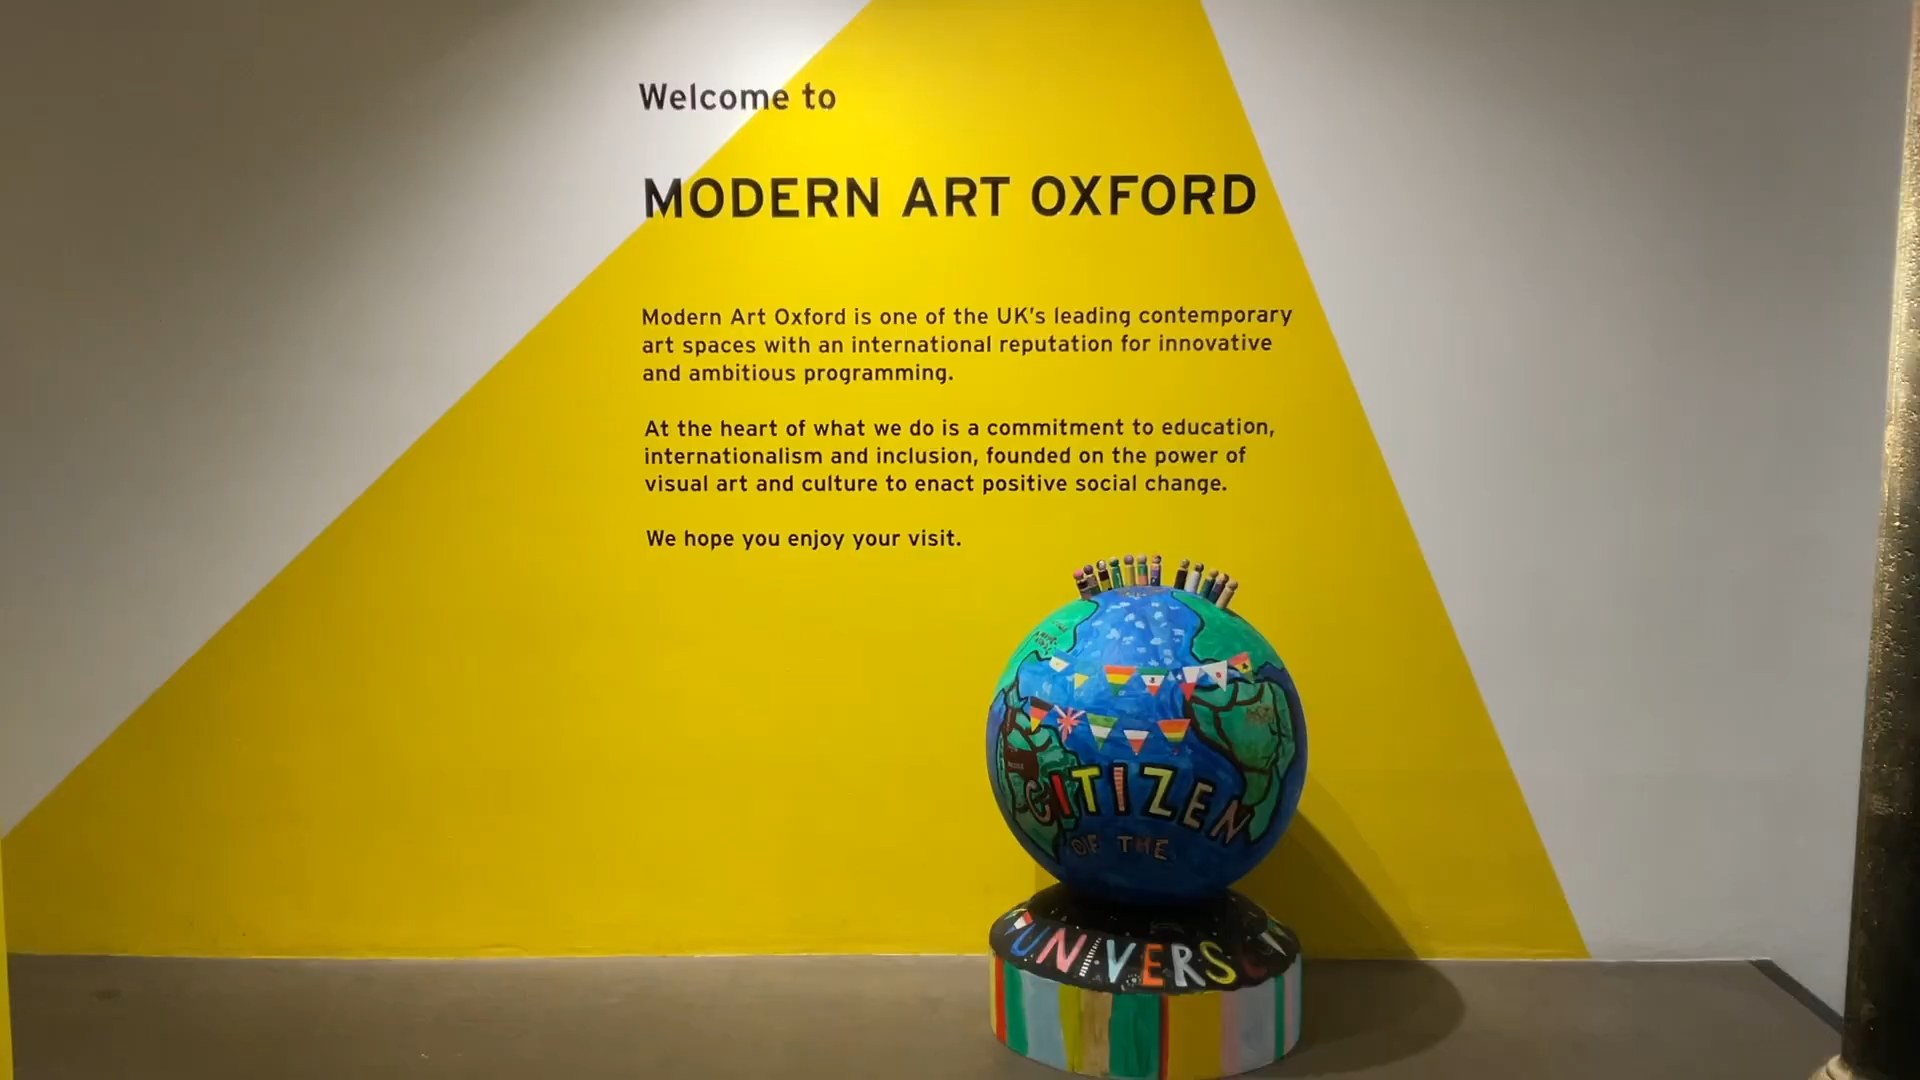 Welcome to
MODERN ART OXFORD
Modern Art Oxford is one of the UK's leading contemporary
art spaces with an international reputation for innovative
and ambitious programming.
At the heart of what we do is a commitment to education,
internationalism and inclusion, founded on the power of
visual art and culture to enact positive social change.
We hope you enjoy your visit.
CITIZEN
OF THE
UNIVERS